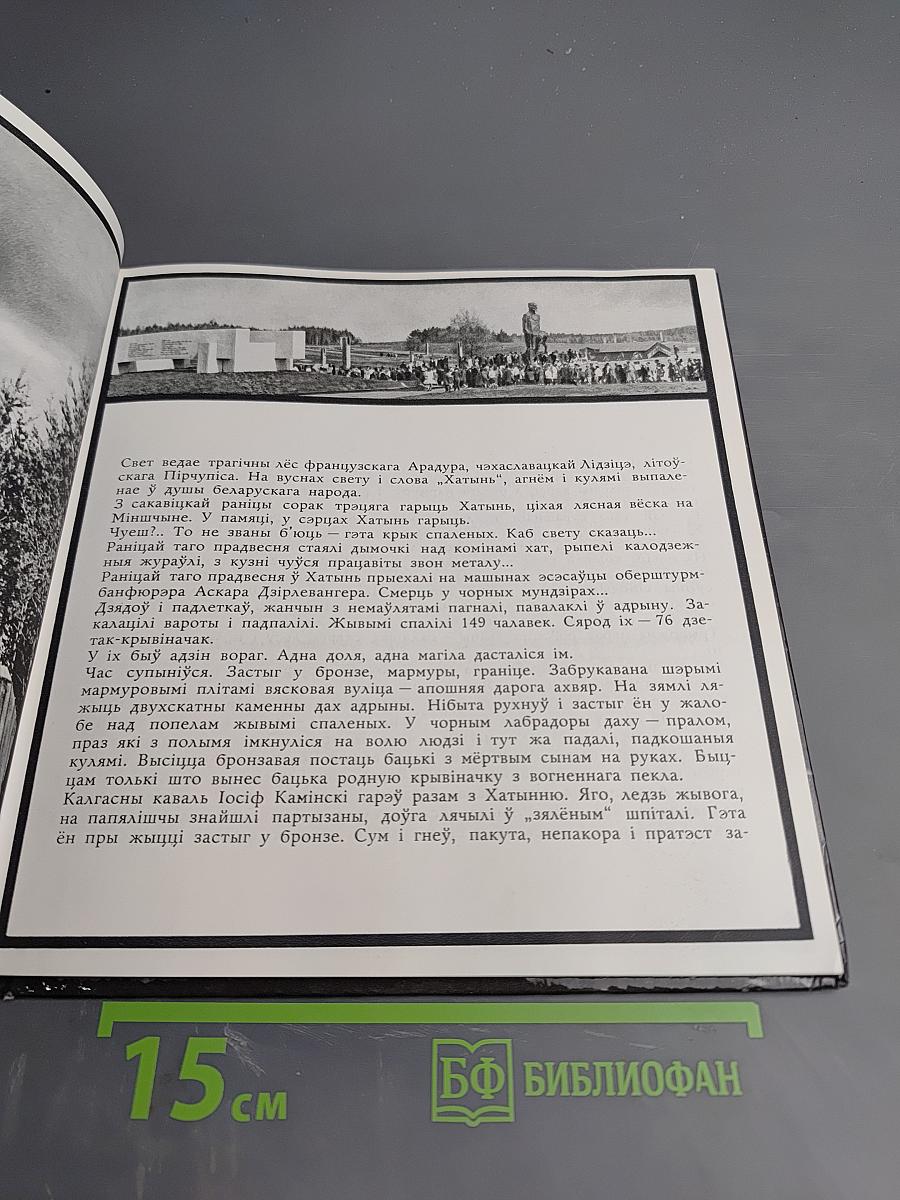 Свет ведае трагічны лёс французскага Арадура, чэхаславацкай Лідзіцэ, літоў-
скага Пірчупіса. На вуснах свету і слова „Хатынь“, агнём і кулямі выпале-
нае ў душы беларускага народа.
З сакавіцкай раніцы сорак трэцяга гарыць Хатынь, ціхая лясная вёска на
Міншчыне. У памяці, у сэрцах Хатынь гарыць.
Чуеш?.. То не званы б'юць — гэта крык спаленых. Каб свету сказаць...
Раніцай таго прадвесня стаялі дымочкі над комінамі хат, рыпелі калодзеж-
ныя жураўлі, з кузні чуўся працавіты звон металу...
Раніцай таго прадвесня ў Хатынь прыехалі на машынах эсэсаўцы оберштурм-
банфюрэра Аскара Дзірлевангера. Смерць у чорных мундзірах...
Дзядоў і падлеткаў, жанчын з немаўлятамі пагналі, павалаклі ў адрыну. За-
калацілі вароты і падпалілі. Жывымі спалілі 149 чалавек. Сярод іх — 76 дзе-
так-крывіначак.
У іх быў адзін вораг. Адна доля, адна магіла дасталіся ім.
Час супыніўся. Застыг у бронзе, мармуры, граніце. Забрукавана шэрымі
мармуровымі плітамі вясковая вуліца — апошняя дарога ахвяр. На зямлі ля-
жыць двухскатны каменны дах адрыны. Нібыта рухнуў і застыг ён у жало-
бе над попелам жывымі спаленых. У чорным лабрадоры даху — пралом,
праз які з полымя імкнуліся на волю людзі і тут жа падалі, падкошаныя
кулямі. Высіцца бронзавая постаць бацькі з мёртвым сынам на руках. Быц-
цам толькі што вынес бацька родную крывіначку з вогненнага пекла.
Калгасны каваль Іосіф Камінскі гарэў разам з Хатынню. Яго, ледзь жывога,
на папялішчы знайшлі партызаны, доўга лячылі ў „зялёным“ шпіталі. Гэта
ён пры жыцці застыг у бронзе. Сум і гнеў, пакута, непакора і пратэст за-
15 см
БФ БИБЛИОФАН